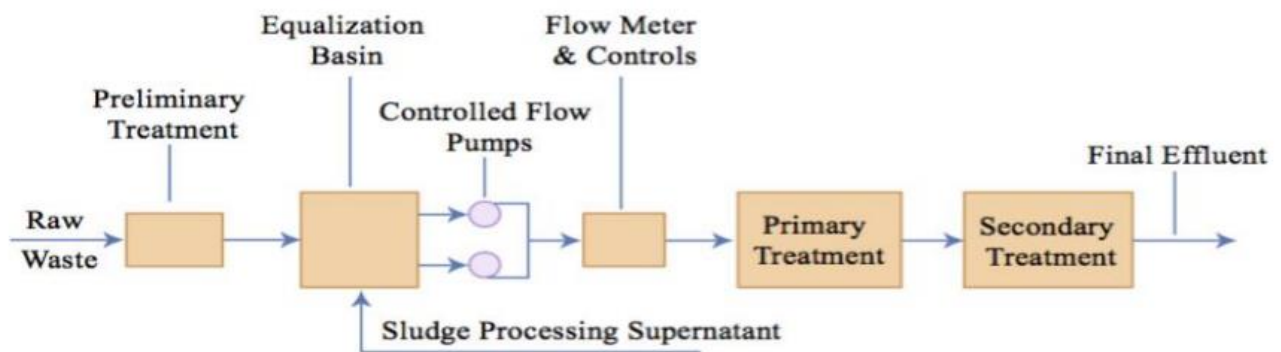 Equalization
Basin
Flow Meter
& Controls
Preliminary
Treatment
Controlled Flow
Pumps
Final Effluent
Raw
Waste
Primary
Treatment
Secondary
Treatment
Sludge Processing Supernatant